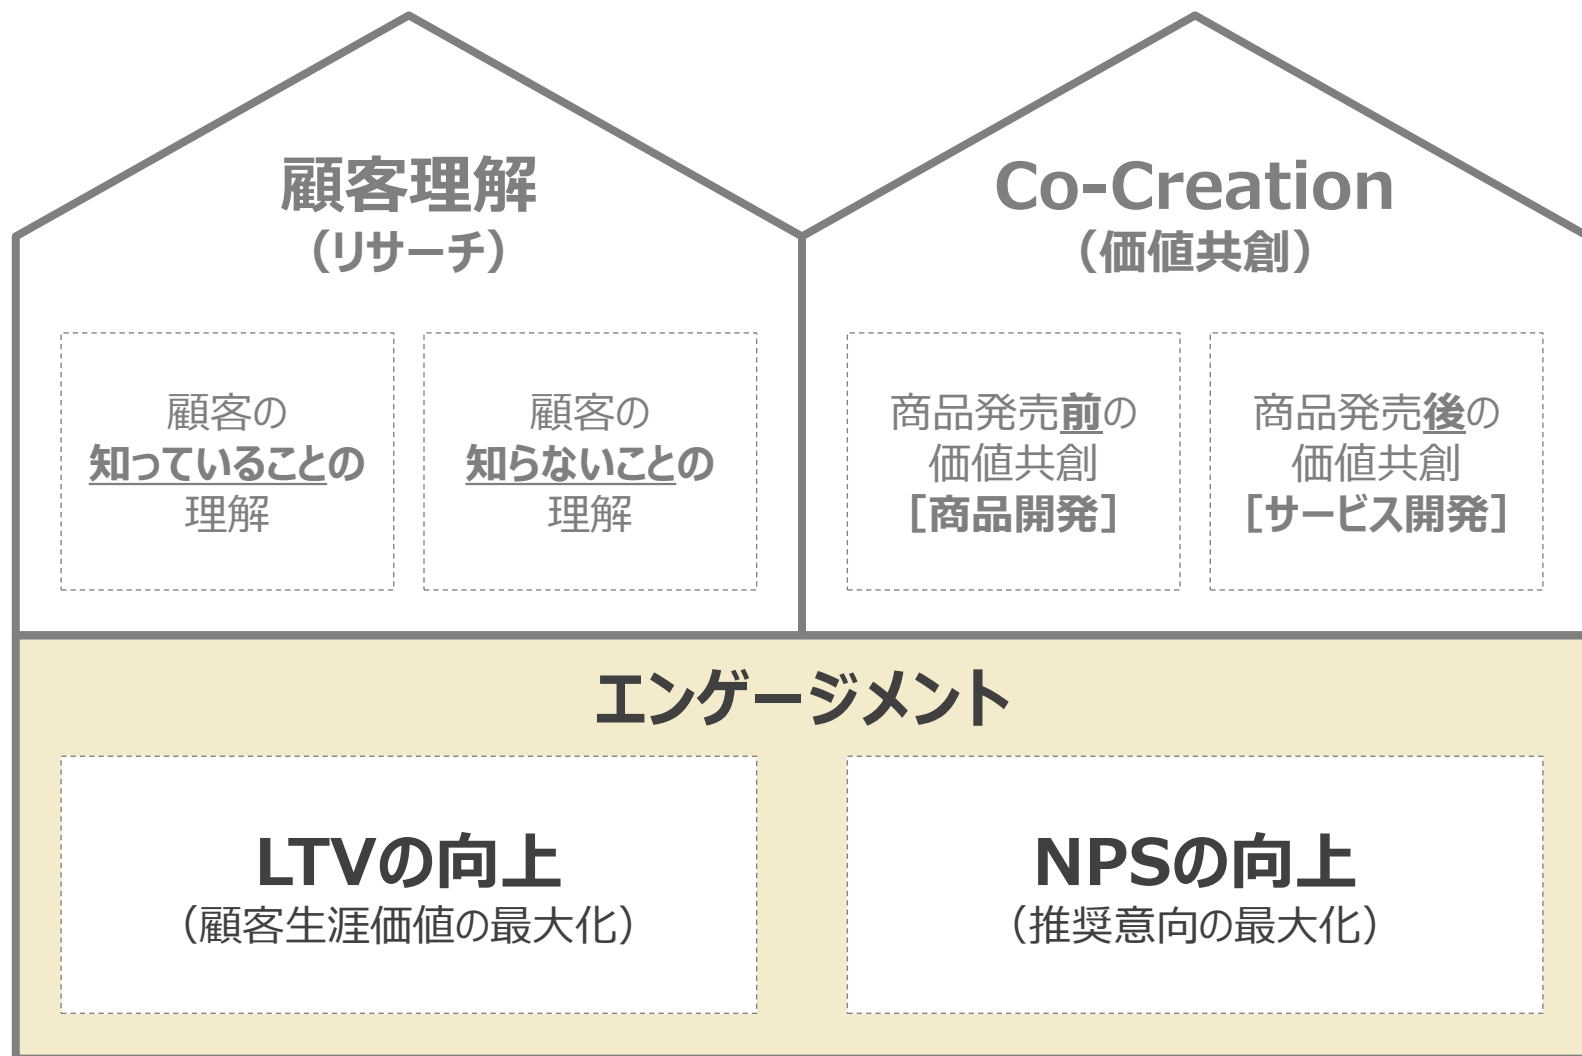 顧客理解
（リサーチ）
顧客の
知っていることの
理解
顧客の
知らないことの
理解
Co-Creation
（価値共創）
商品発売前の
価値共創
［商品開発］
商品発売後の
価値共創
［サービス開発］
エンゲージメント
LTVの向上
（顧客生涯価値の最大化）
NPSの向上
（推奨意向の最大化）